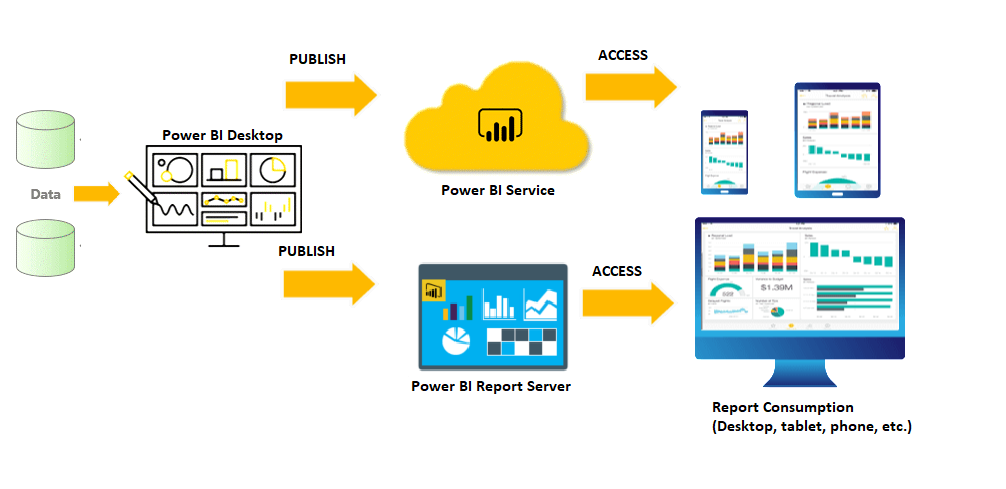 PUBLISH
ACCESS
Power BI Desktop
Data
Power BI Service
PUBLISH
ACCESS
$1.39M
Power BI Report Server
Report Consumption
(Desktop, tablet, phone, etc.)